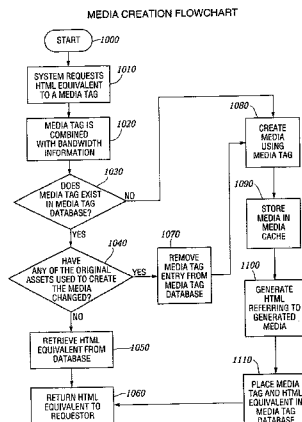 MEDIA CREATION FLOWCHART
START
1000
SYSTEM REQUESTS
HTML EQUIVALENT
TO A MEDIA TAG
1010
MEDIA TAG IS
COMBINED
WITH BANDWIDTH
INFORMATION
1020
DOES
MEDIA TAG EXIST
IN MEDIA TAG
DATABASE?
1030
NO
YES
HAVE
ANY OF THE ORIGINAL
ASSETS USED TO CREATE
THE MEDIA
CHANGED?
1040
YES
NO
REMOVE
MEDIA TAG
ENTRY FROM
MEDIA TAG
DATABASE
1070
RETRIEVE HTML
EQUIVALENT FROM
DATABASE
1050
RETURN HTML
EQUIVALENT TO
REQUESTOR
1060
1080
CREATE
MEDIA
USING
MEDIA TAG
1090
STORE
MEDIA IN
MEDIA
CACHE
1100
GENERATE
HTML
REFERRING TO
GENERATED
MEDIA
1110
PLACE MEDIA
TAG AND HTML
EQUIVALENT IN
MEDIA TAG
DATABASE